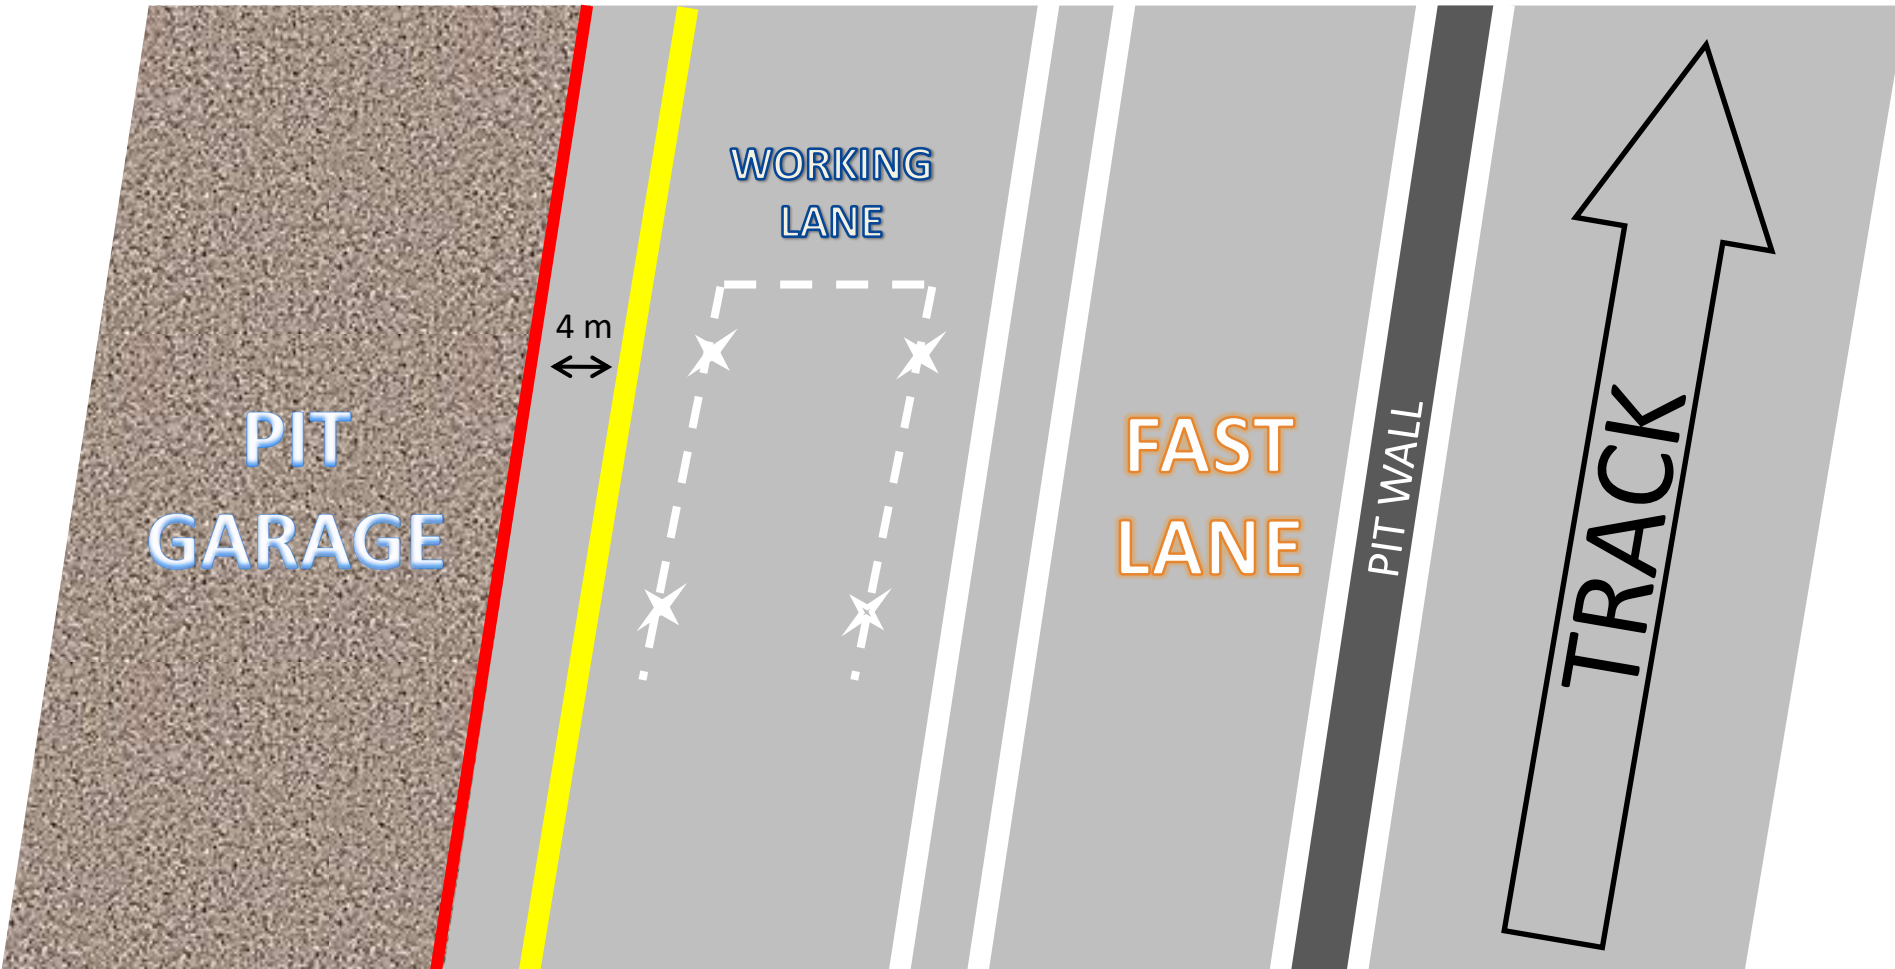 WORKING
LANE
4 m
PIT
GARAGE
FAST
LANE
PIT WALL
TRACK